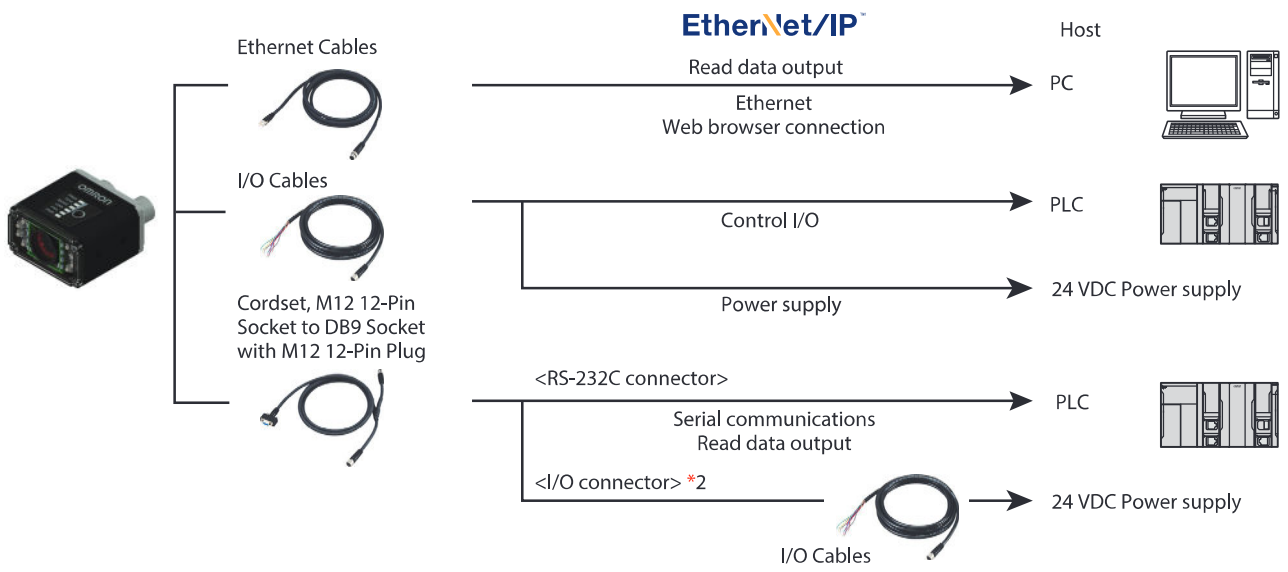 EtherNet/IP™
Host
Ethernet Cables
Read data output
PC
Ethernet
Web browser connection
OMRON
I/O Cables
PLC
Control I/O
24 VDC Power supply
Power supply
Cordset, M12 12-Pin
Socket to DB9 Socket
with M12 12-Pin Plug
<RS-232C connector>
PLC
Serial communications
Read data output
<I/O connector> *2
24 VDC Power supply
I/O Cables